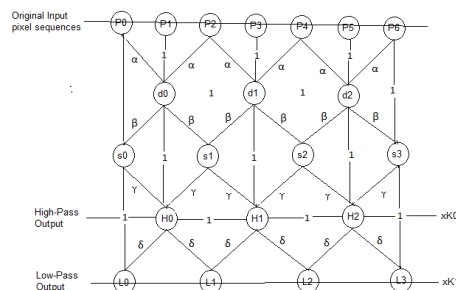 Original Input
pixel sequences
P0 P1 P2 P3 P4 P5 P6
1 1 1
α α α α α α
d0 1 d1 1 d2 1
β β β β β β
s0 1 s1 1 s2 1 s3
γ γ γ γ γ γ
High-Pass
Output
1 H0 1 H1 1 H2 1 xK0
δ δ δ δ δ δ
Low-Pass
Output
L0 L1 L2 L3 xK1